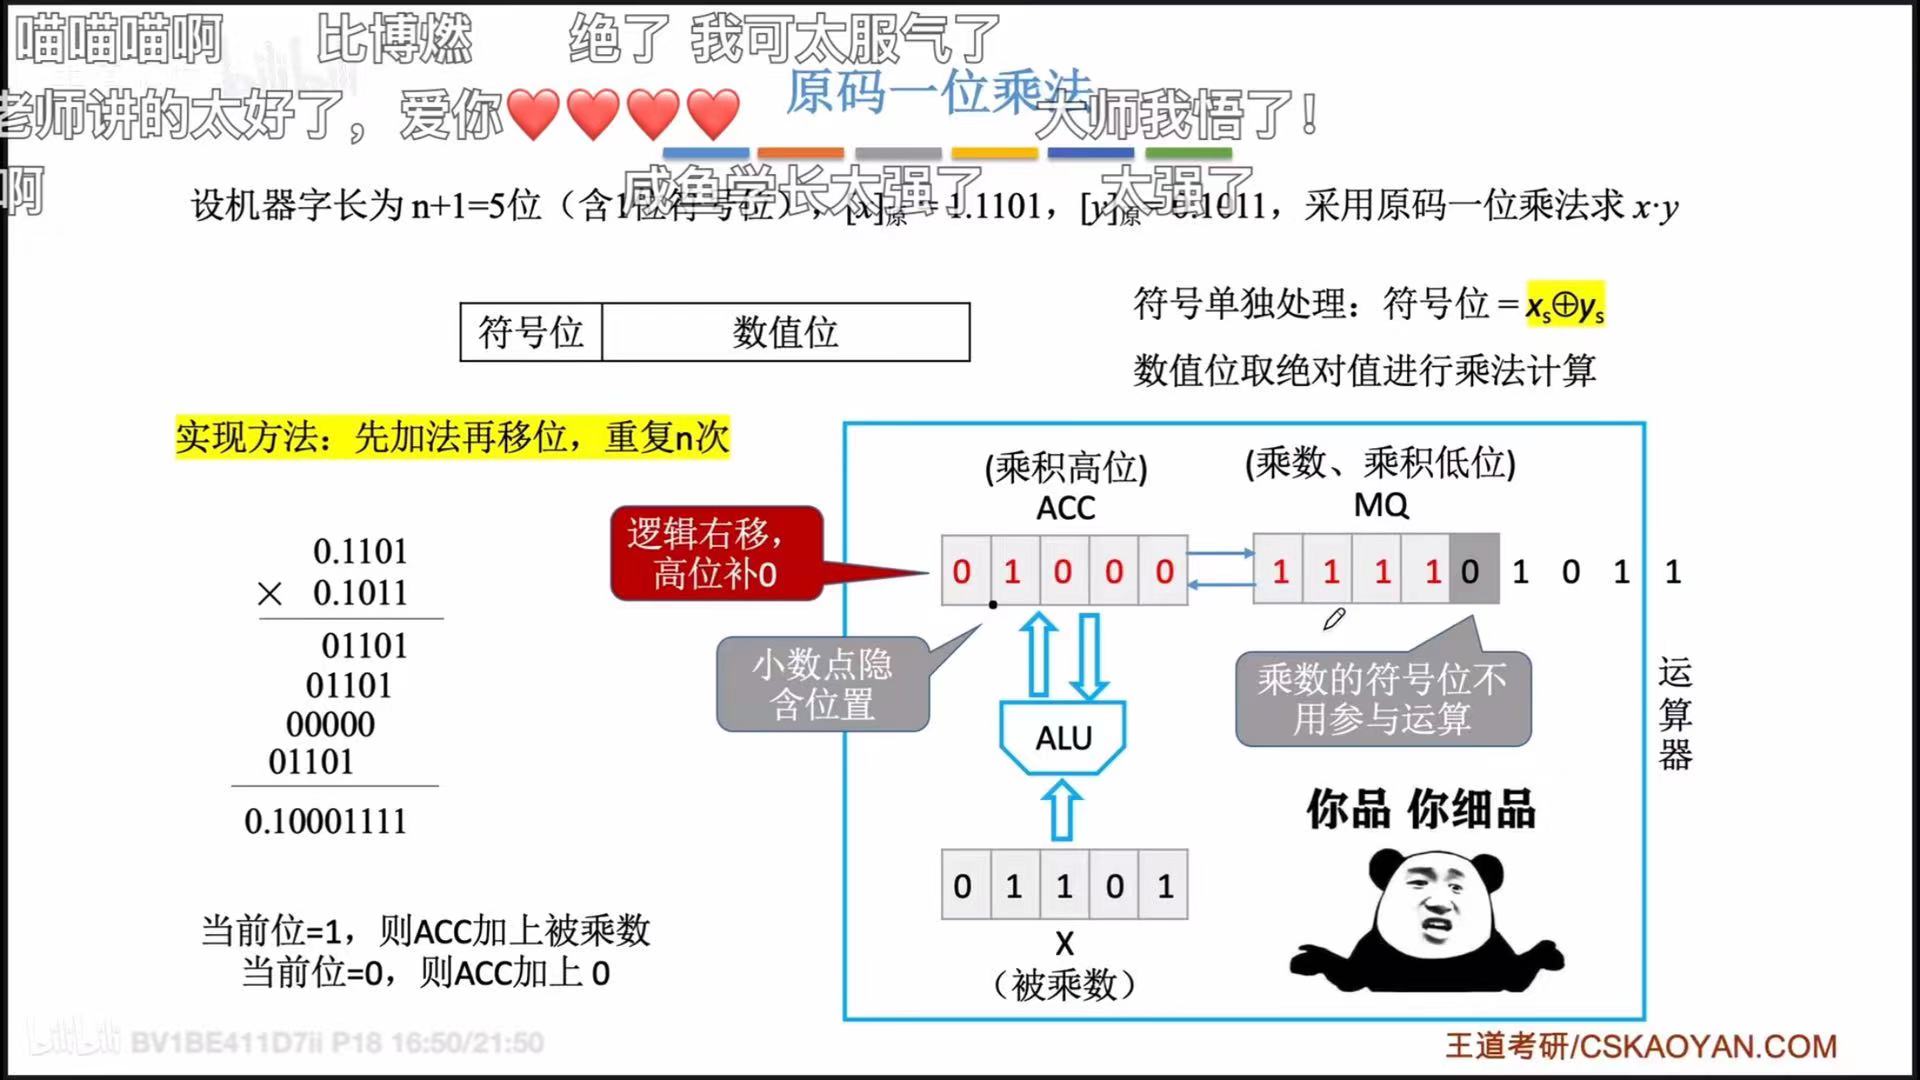 喵喵喵啊 比博燃 绝了 我可太服气了
老师讲的太好了，爱你❤❤❤❤ 大师我悟了！
原码一位乘法
啊 咸鱼学长太强了 太强了
设机器字长为 n+1=5位（含1位符号位），[x]原 = 1.1101，[y]原 = 0.1011，采用原码一位乘法求 x·y
符号位 数值位
符号单独处理：符号位 = xs⊕ys
数值位取绝对值进行乘法计算
实现方法：先加法再移位，重复n次
0.1101
× 0.1011
01101
01101
00000
01101
0.10001111
当前位=1，则ACC加上被乘数
当前位=0，则ACC加上 0
(乘积高位)
ACC
(乘数、乘积低位)
MQ
逻辑右移，
高位补0
0 1 0 0 0
1 1 1 1 0 1 0 1 1
小数点隐
含位置
乘数的符号位不
用参与运算
运算器
ALU
0 1 1 0 1
X
（被乘数）
你品 你细品
bilibili BV1BE411D7ii P18 16:50/21:50
王道考研/CSKAOYAN.COM